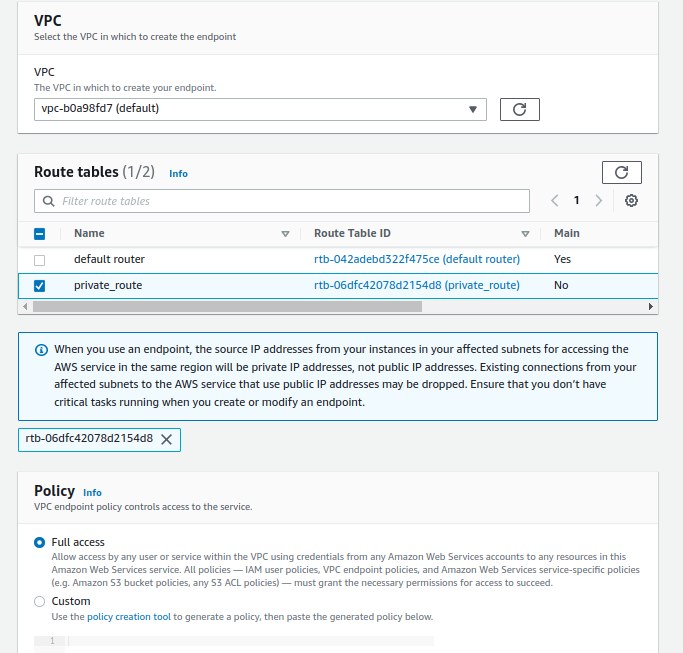 VPC
Select the VPC in which to create the endpoint
VPC
The VPC in which to create your endpoint.
vpc-b0a98fd7 (default)
Route tables (1/2) Info
Filter route tables
1
Name Route Table ID Main
default router rtb-042adebd322f475ce (default router) Yes
private_route rtb-06dfc42078d2154d8 (private_route) No
When you use an endpoint, the source IP addresses from your instances in your affected subnets for accessing the
AWS service in the same region will be private IP addresses, not public IP addresses. Existing connections from your
affected subnets to the AWS service that use public IP addresses may be dropped. Ensure that you don't have
critical tasks running when you create or modify an endpoint.
rtb-06dfc42078d2154d8
Policy Info
VPC endpoint policy controls access to the service.
Full access
Allow access by any user or service within the VPC using credentials from any Amazon Web Services accounts to any resources in this
Amazon Web Services service. All policies — IAM user policies, VPC endpoint policies, and Amazon Web Services service-specific policies
(e.g. Amazon S3 bucket policies, any S3 ACL policies) — must grant the necessary permissions for access to succeed.
Custom
Use the policy creation tool to generate a policy, then paste the generated policy below.
1